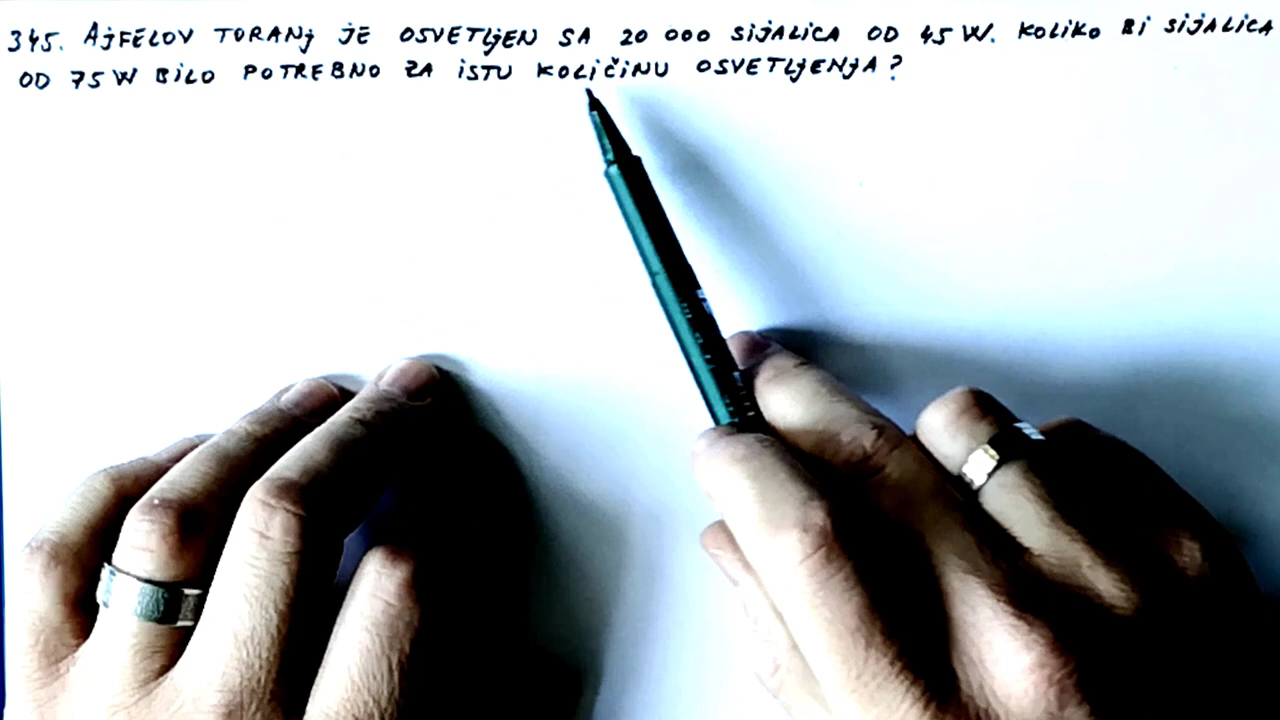 345. AjFELOV TORANj jE OSVETLjEN SA 20 000 SijALiCA OD 45 W. KOLiKO Bi SijALiCA
OD 75 W BiLO POTREBNO ZA iSTU KOLiČiNU OSVETLjENjA?